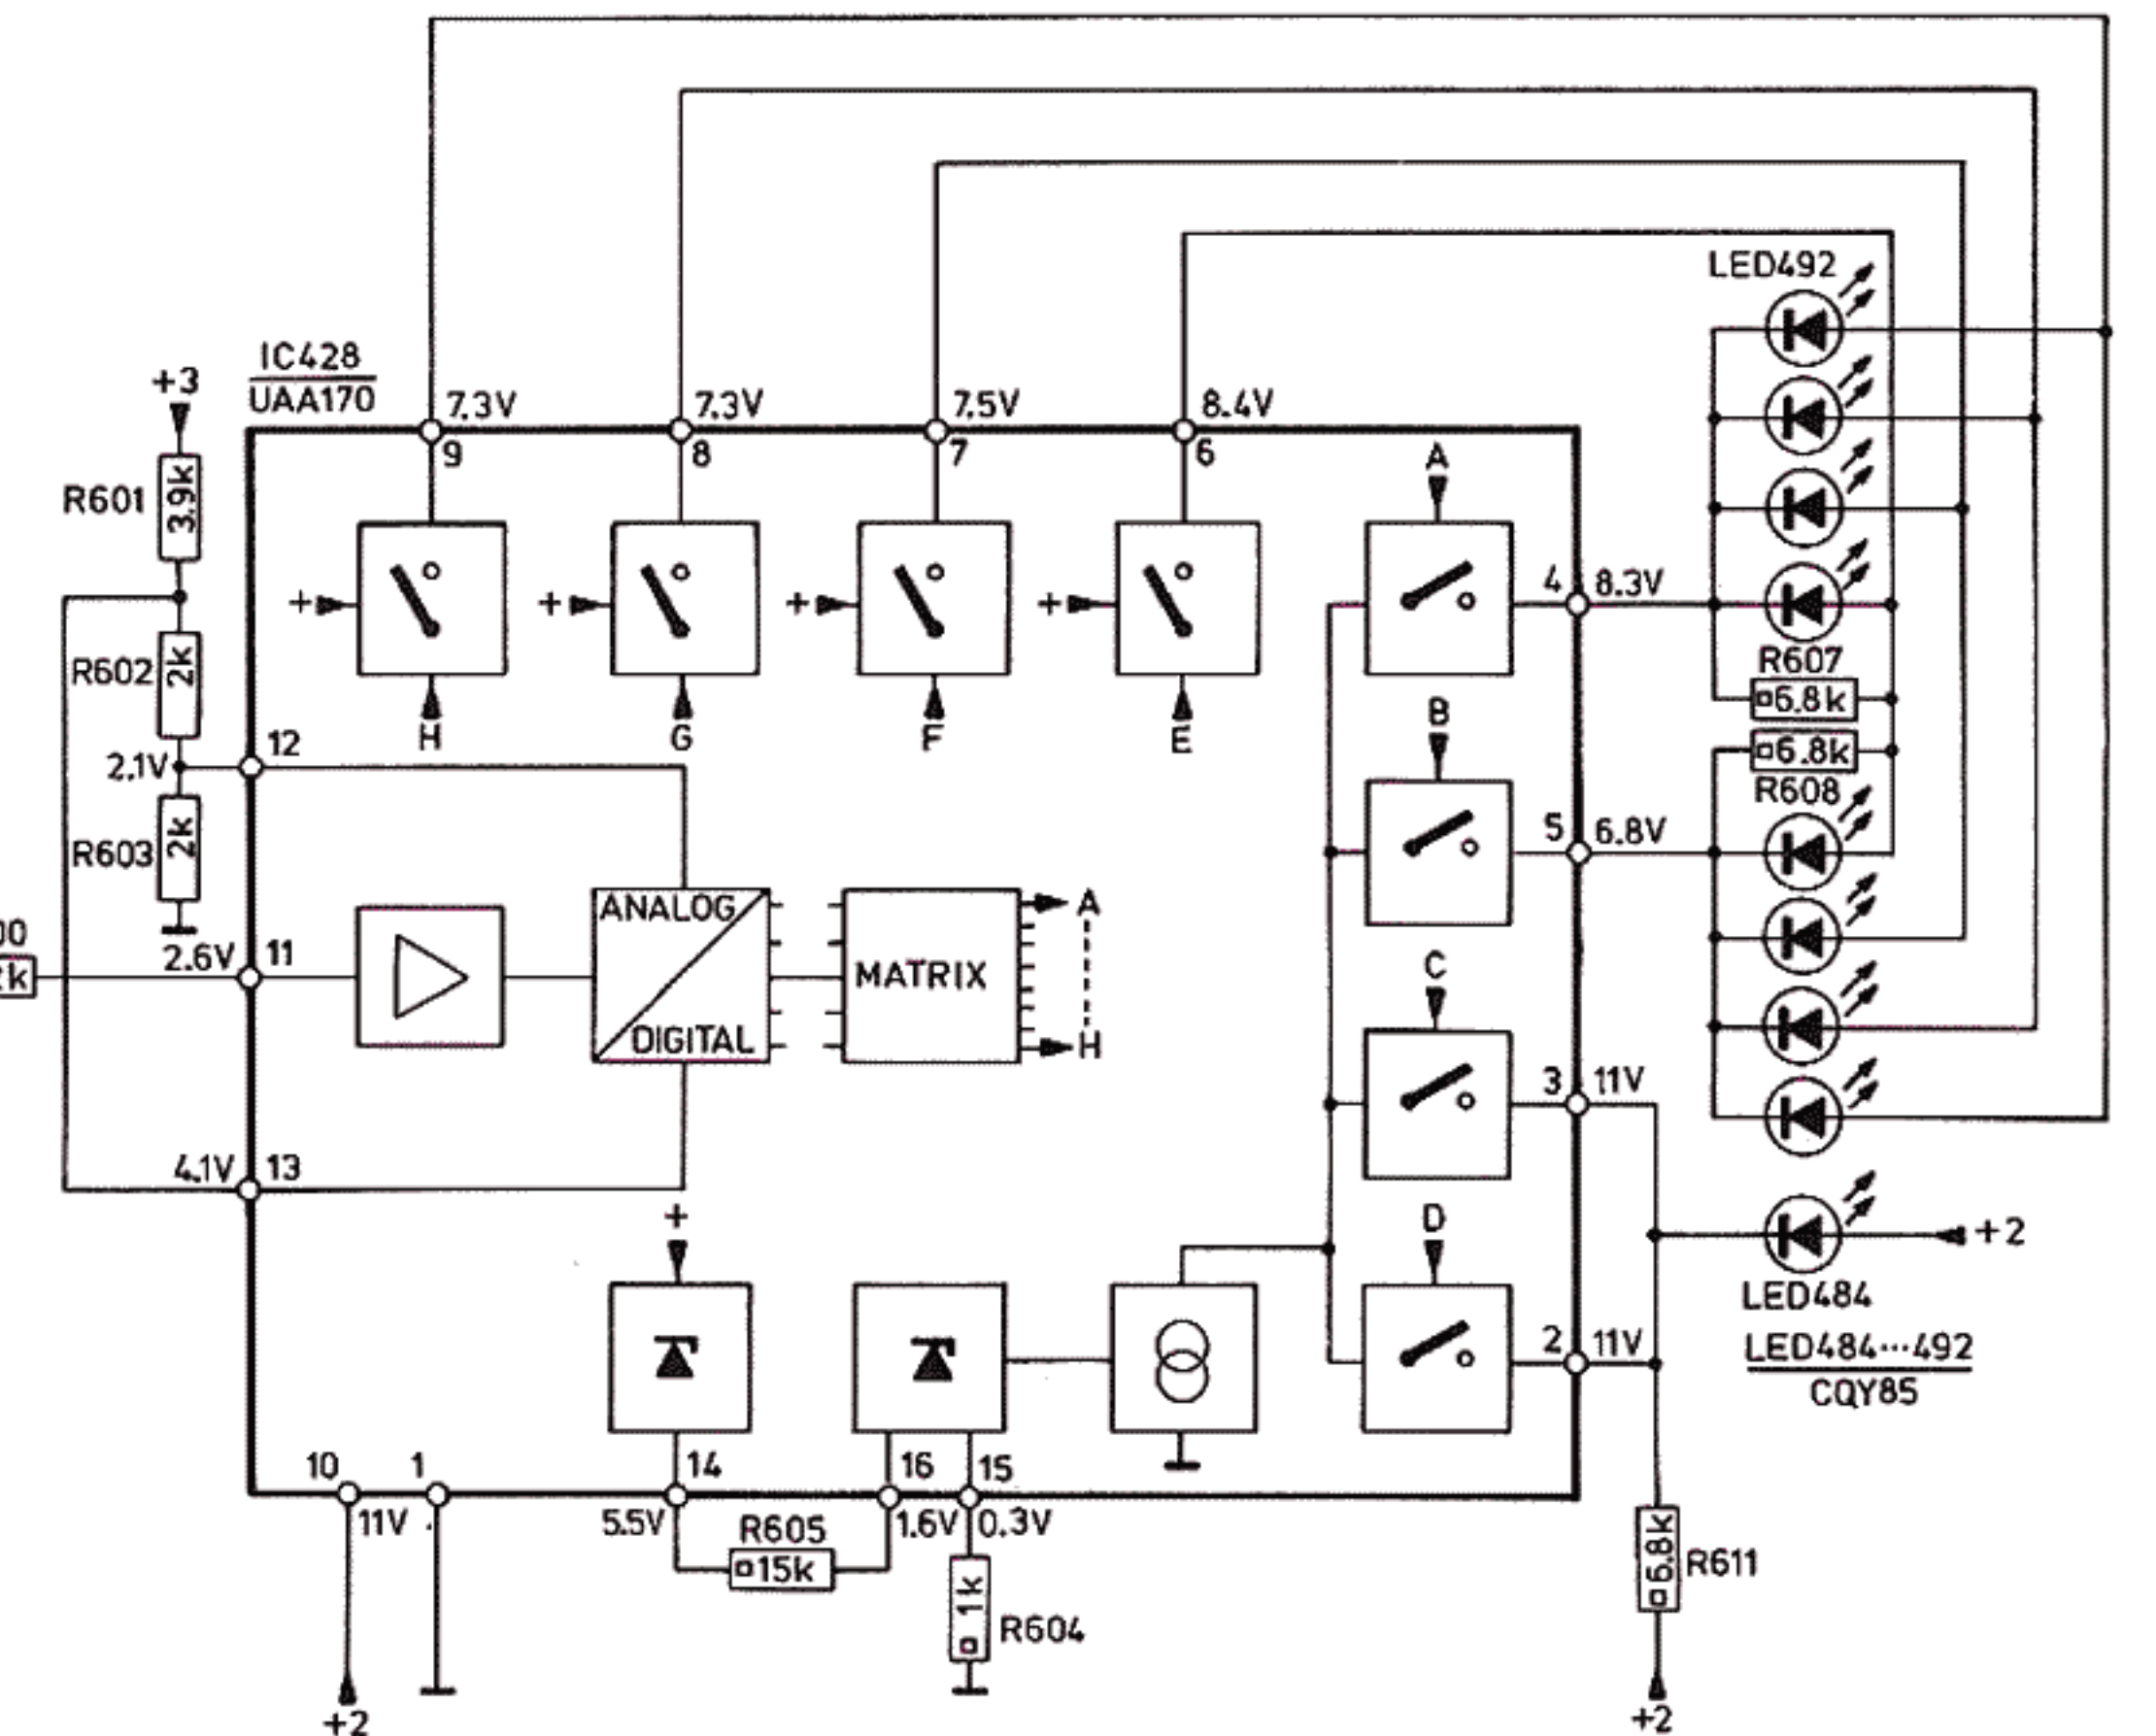 LED492
IC428
UAA170
+3
7.3V
7.3V
7.5V
8.4V
9
8
7
6
A
R601
3.9k
+
+
+
+
4
8.3V
R602
2k
R607
6.8k
H
G
F
E
B
12
2.1V
6.8k
R608
R603
2k
5
6.8V
00
k
2.6V
11
ANALOG
DIGITAL
MATRIX
A
H
C
3
11V
4.1V
13
+
D
+2
LED484
2
11V
LED484...492
CQY85
10
1
14
16
15
11V
5.5V
R605
1.6V
0.3V
15k
1k
R604
6.8k
R611
+2
+2